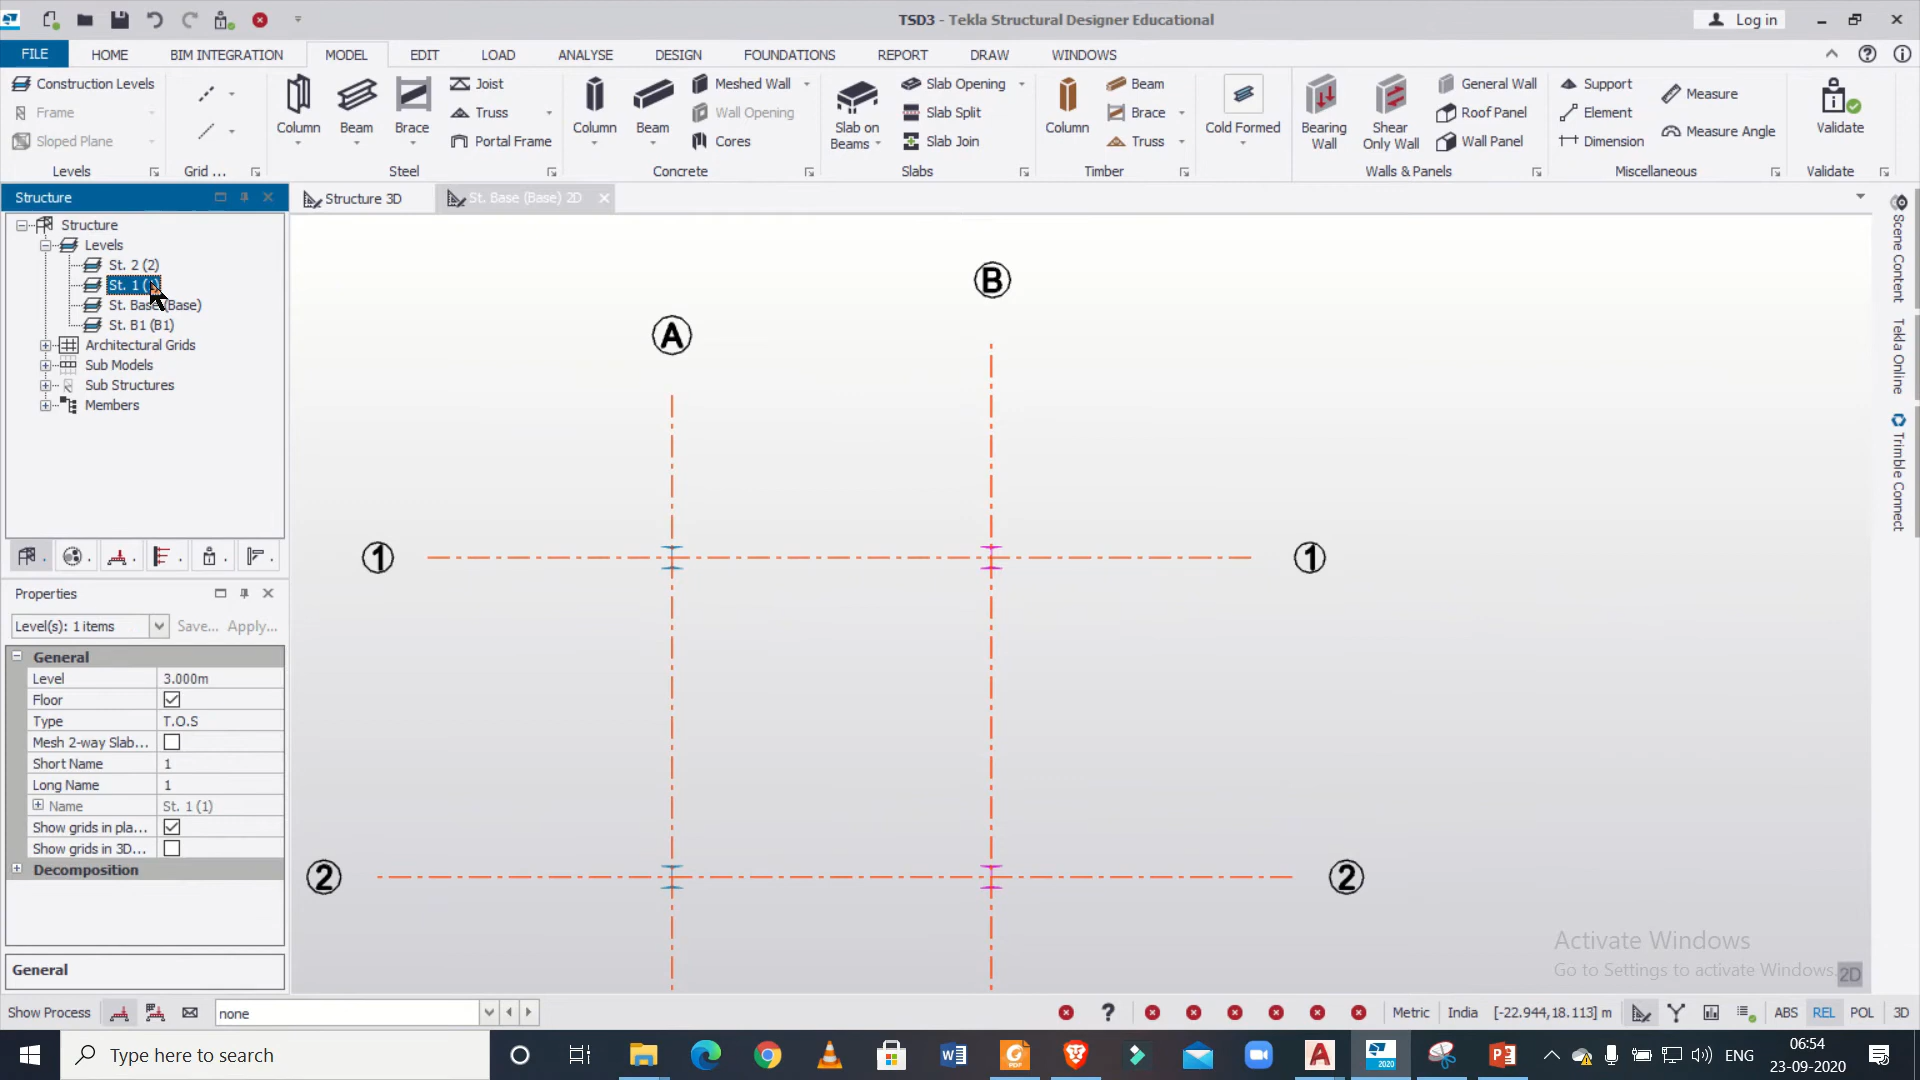 TSD3 - Tekla Structural Designer Educational
Log in
FILE
HOME
BIM INTEGRATION
MODEL
EDIT
LOAD
ANALYSE
DESIGN
FOUNDATIONS
REPORT
DRAW
WINDOWS
Construction Levels
Frame
Sloped Plane
Levels
Grid ...
Column
Beam
Brace
Joist
Truss
Portal Frame
Steel
Column
Beam
Meshed Wall
Wall Opening
Cores
Concrete
Slab on
Beams
Slab Opening
Slab Split
Slab Join
Slabs
Column
Beam
Brace
Truss
Timber
Cold Formed
Bearing
Wall
Shear
Only Wall
General Wall
Roof Panel
Wall Panel
Walls & Panels
Support
Element
Dimension
Measure
Measure Angle
Miscellaneous
Validate
Validate
Structure
Structure
Levels
St. 2 (2)
St. 1 (
St. Base (Base)
St. B1 (B1)
Architectural Grids
Sub Models
Sub Structures
Members
Structure 3D
St. Base (Base) 2D
A
B
1
1
2
2
Scene Content
Tekla Online
Trimble Connect
Properties
Level(s): 1 items
Save...
Apply...
General
Level 3.000m
Floor
Type T.O.S
Mesh 2-way Slab...
Short Name 1
Long Name 1
Name St. 1 (1)
Show grids in pla...
Show grids in 3D...
Decomposition
General
Activate Windows
Go to Settings to activate Windows.
2D
Show Process
none
Metric
India
[-22.944,18.113] m
ABS
REL
POL
3D
Type here to search
2020
ENG
06:54
23-09-2020